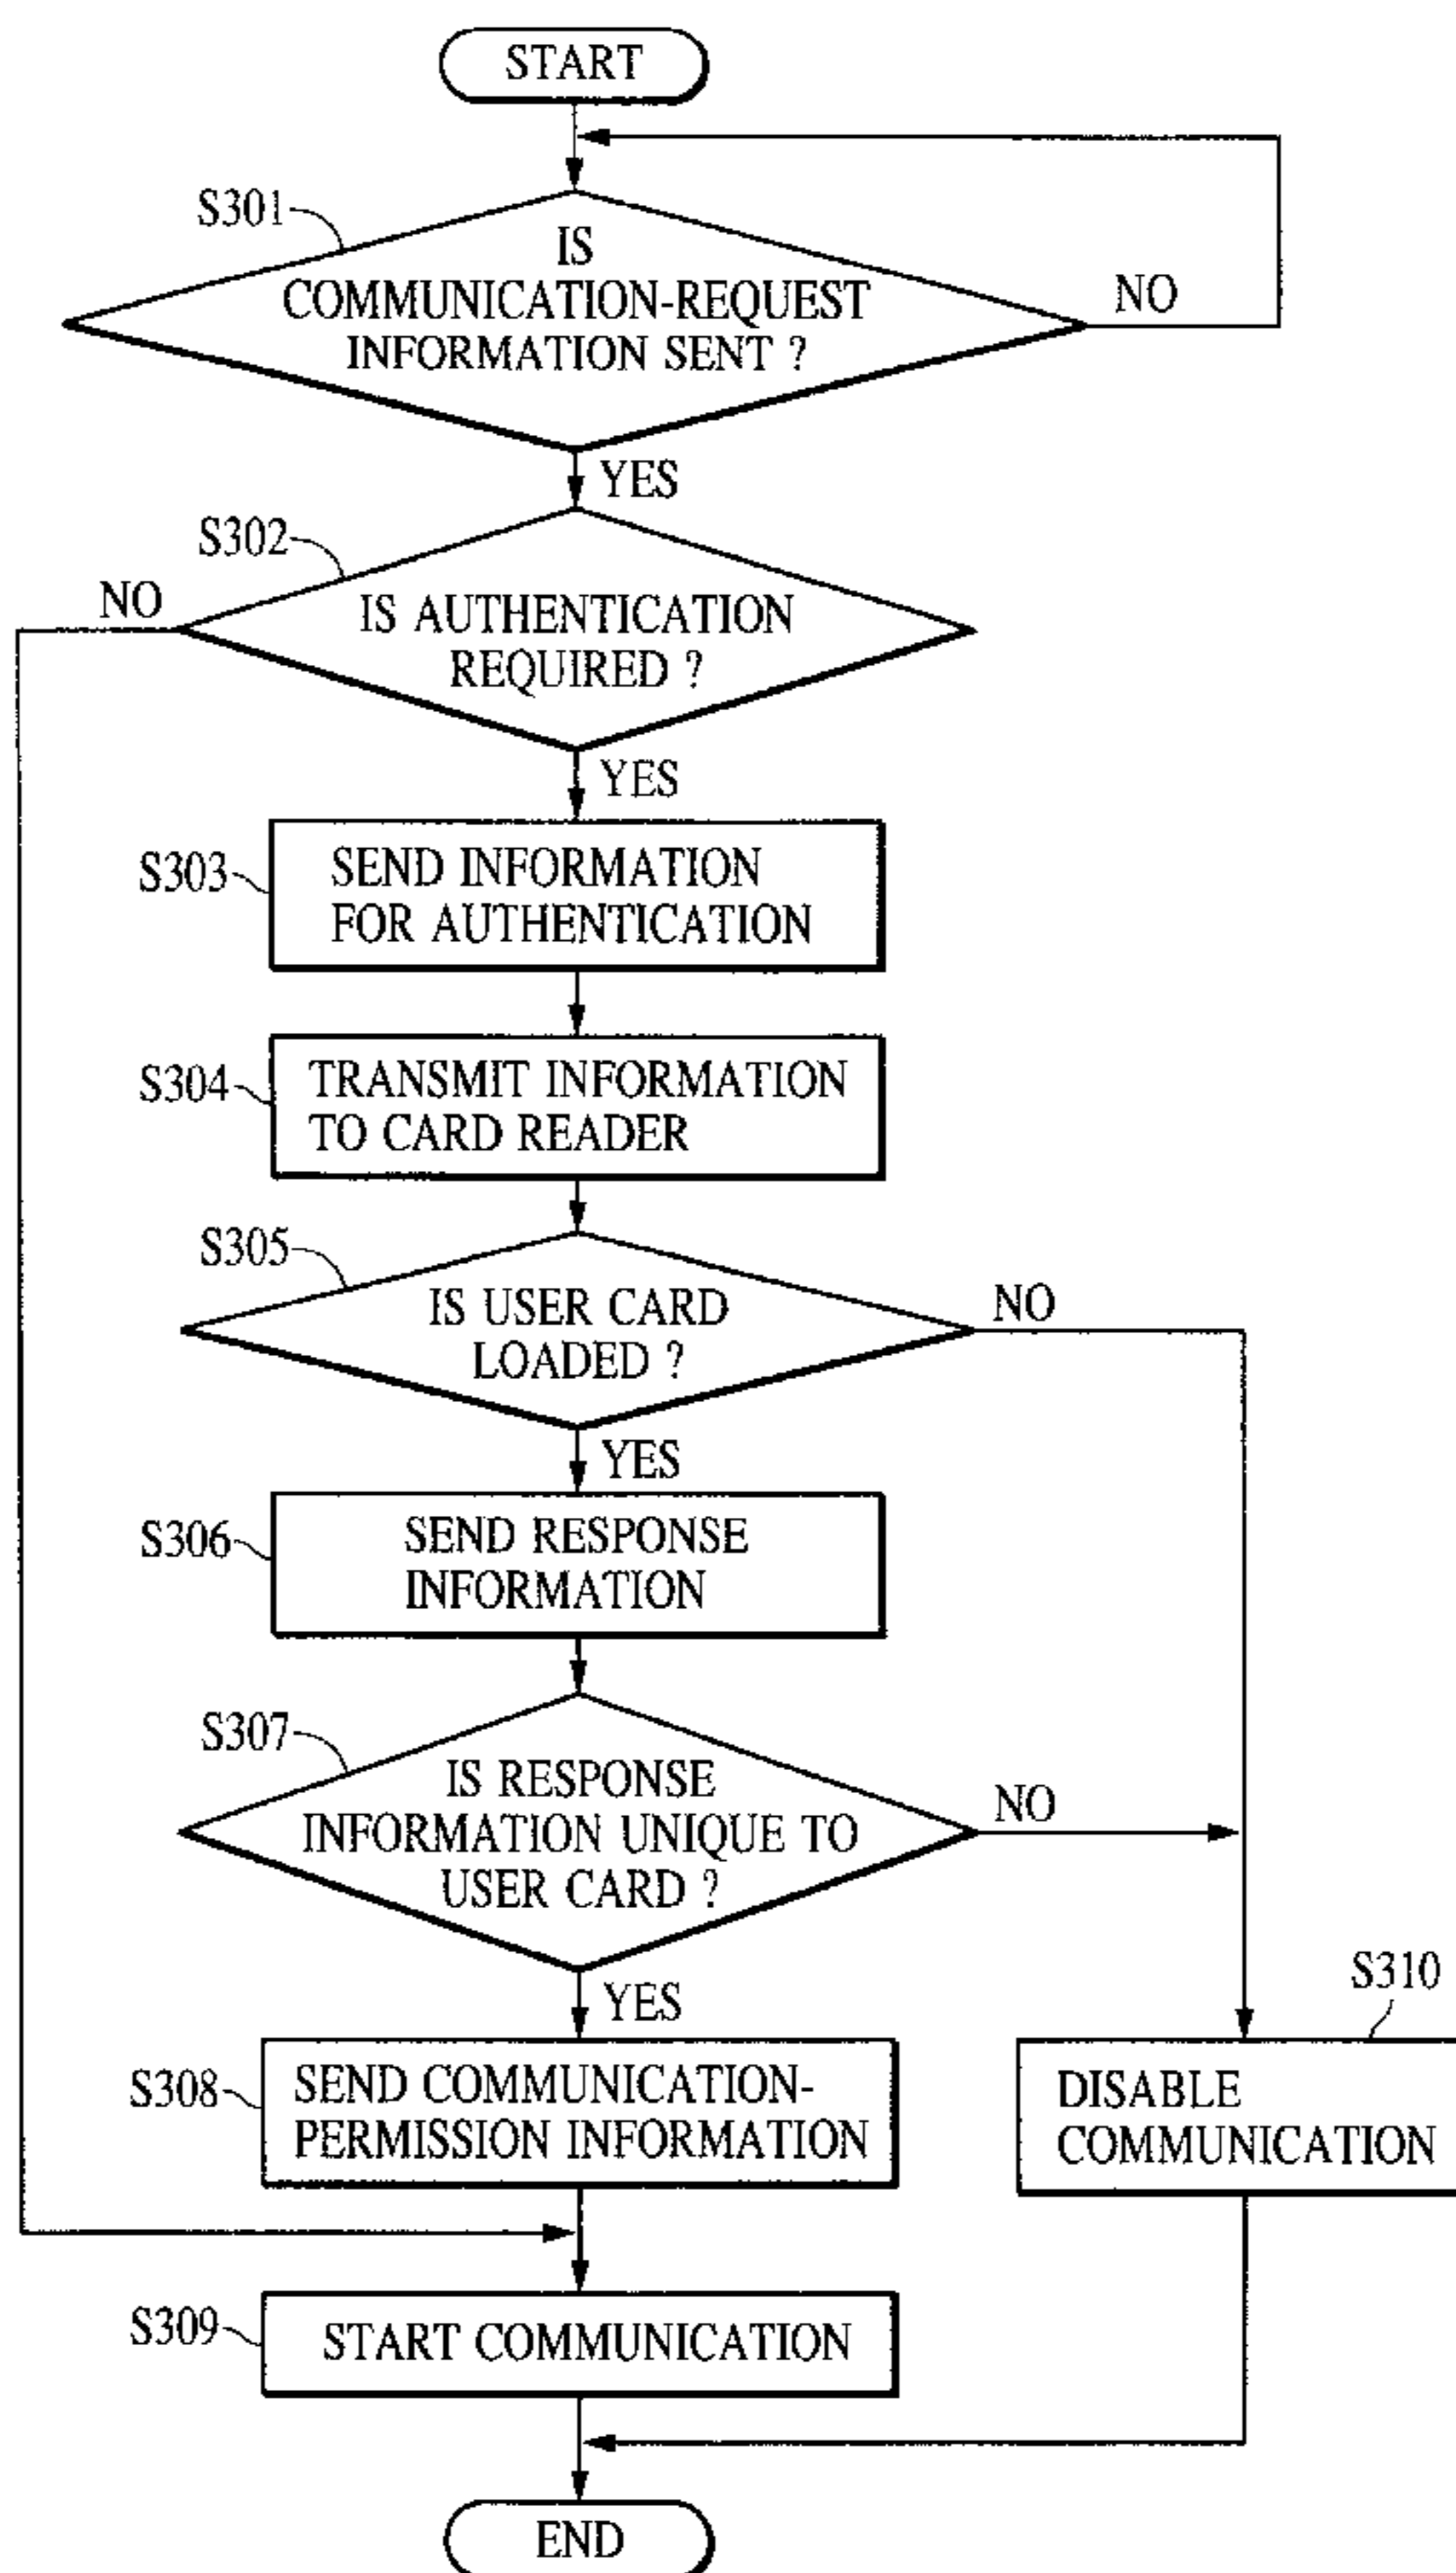 START
S301
IS
COMMUNICATION-REQUEST
INFORMATION SENT ?
NO
YES
S302
NO
IS AUTHENTICATION
REQUIRED ?
YES
S303
SEND INFORMATION
FOR AUTHENTICATION
S304
TRANSMIT INFORMATION
TO CARD READER
S305
IS USER CARD
LOADED ?
NO
YES
S306
SEND RESPONSE
INFORMATION
S307
IS RESPONSE
INFORMATION UNIQUE TO
USER CARD ?
NO
YES
S308
SEND COMMUNICATION-
PERMISSION INFORMATION
S310
DISABLE
COMMUNICATION
S309
START COMMUNICATION
END